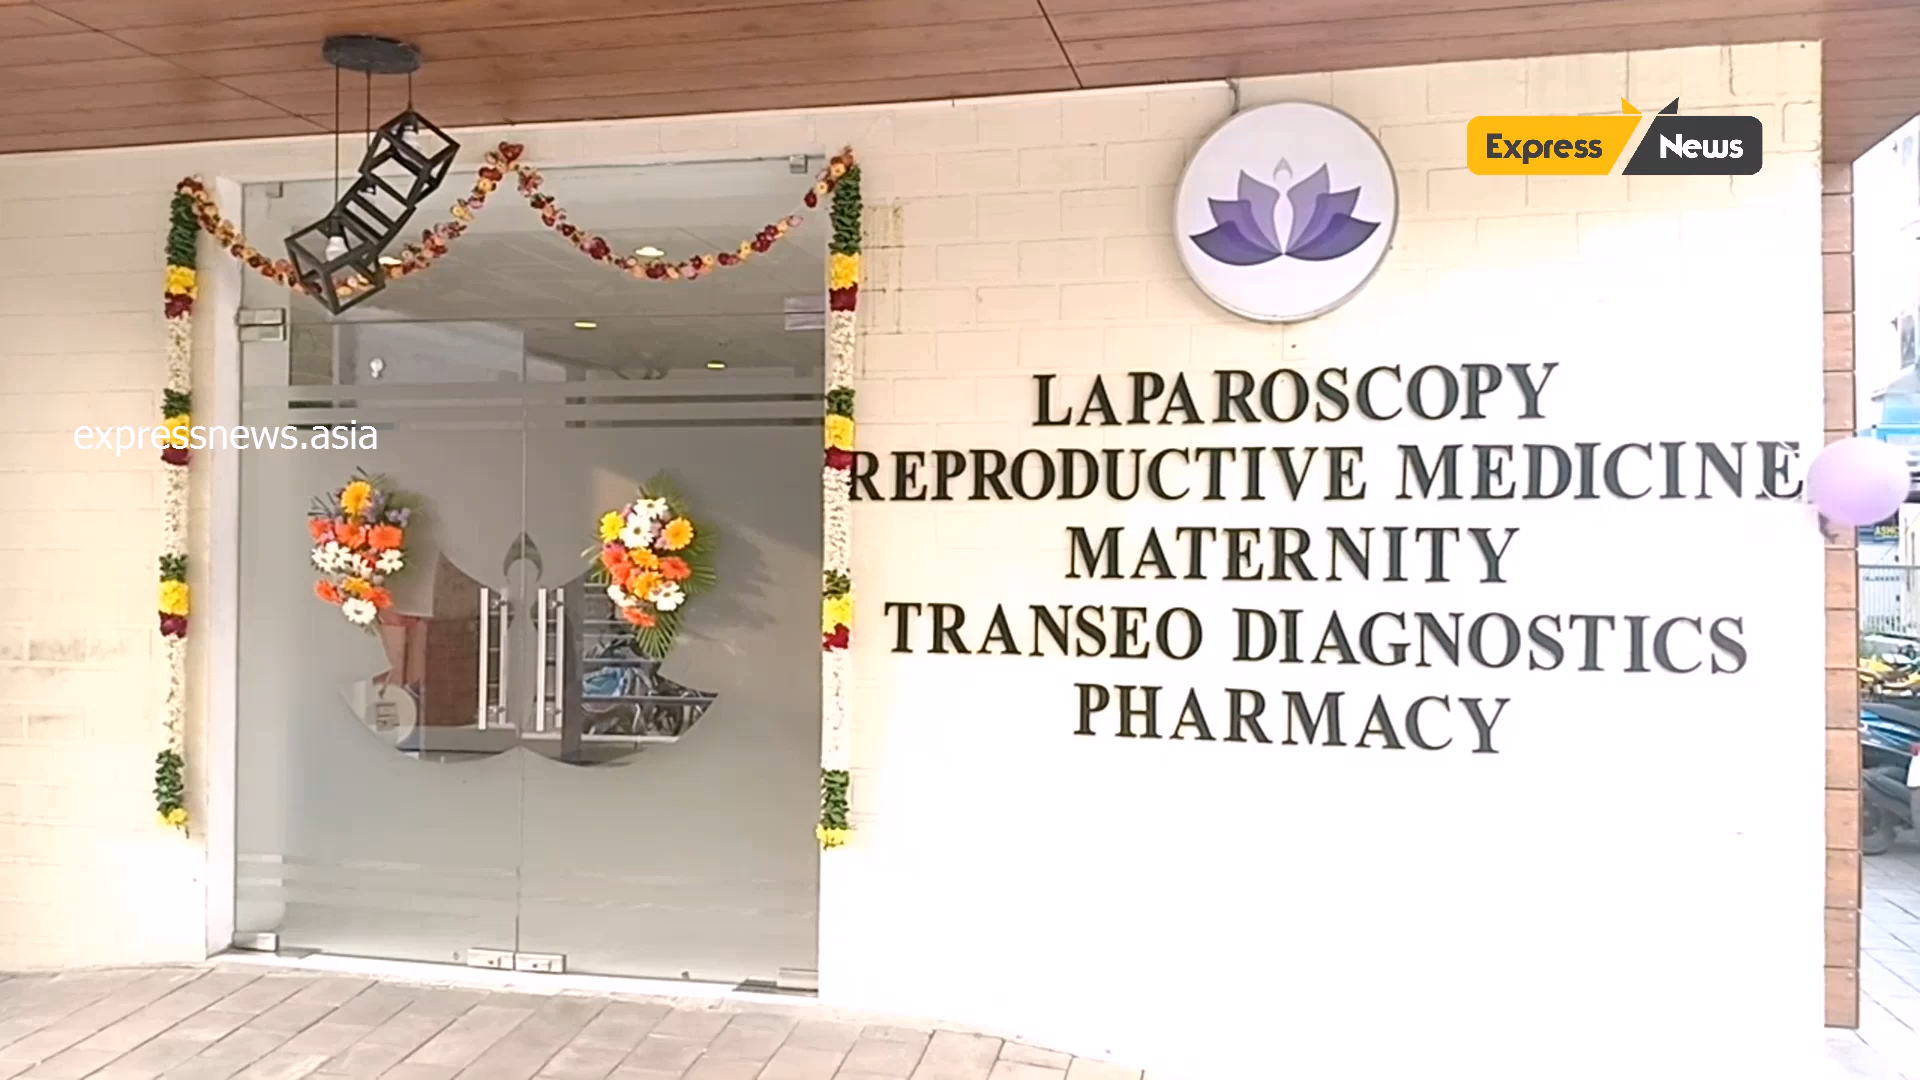 Express News
expressnews.asia
LAPAROSCOPY
REPRODUCTIVE MEDICINE
MATERNITY
TRANSEO DIAGNOSTICS
PHARMACY